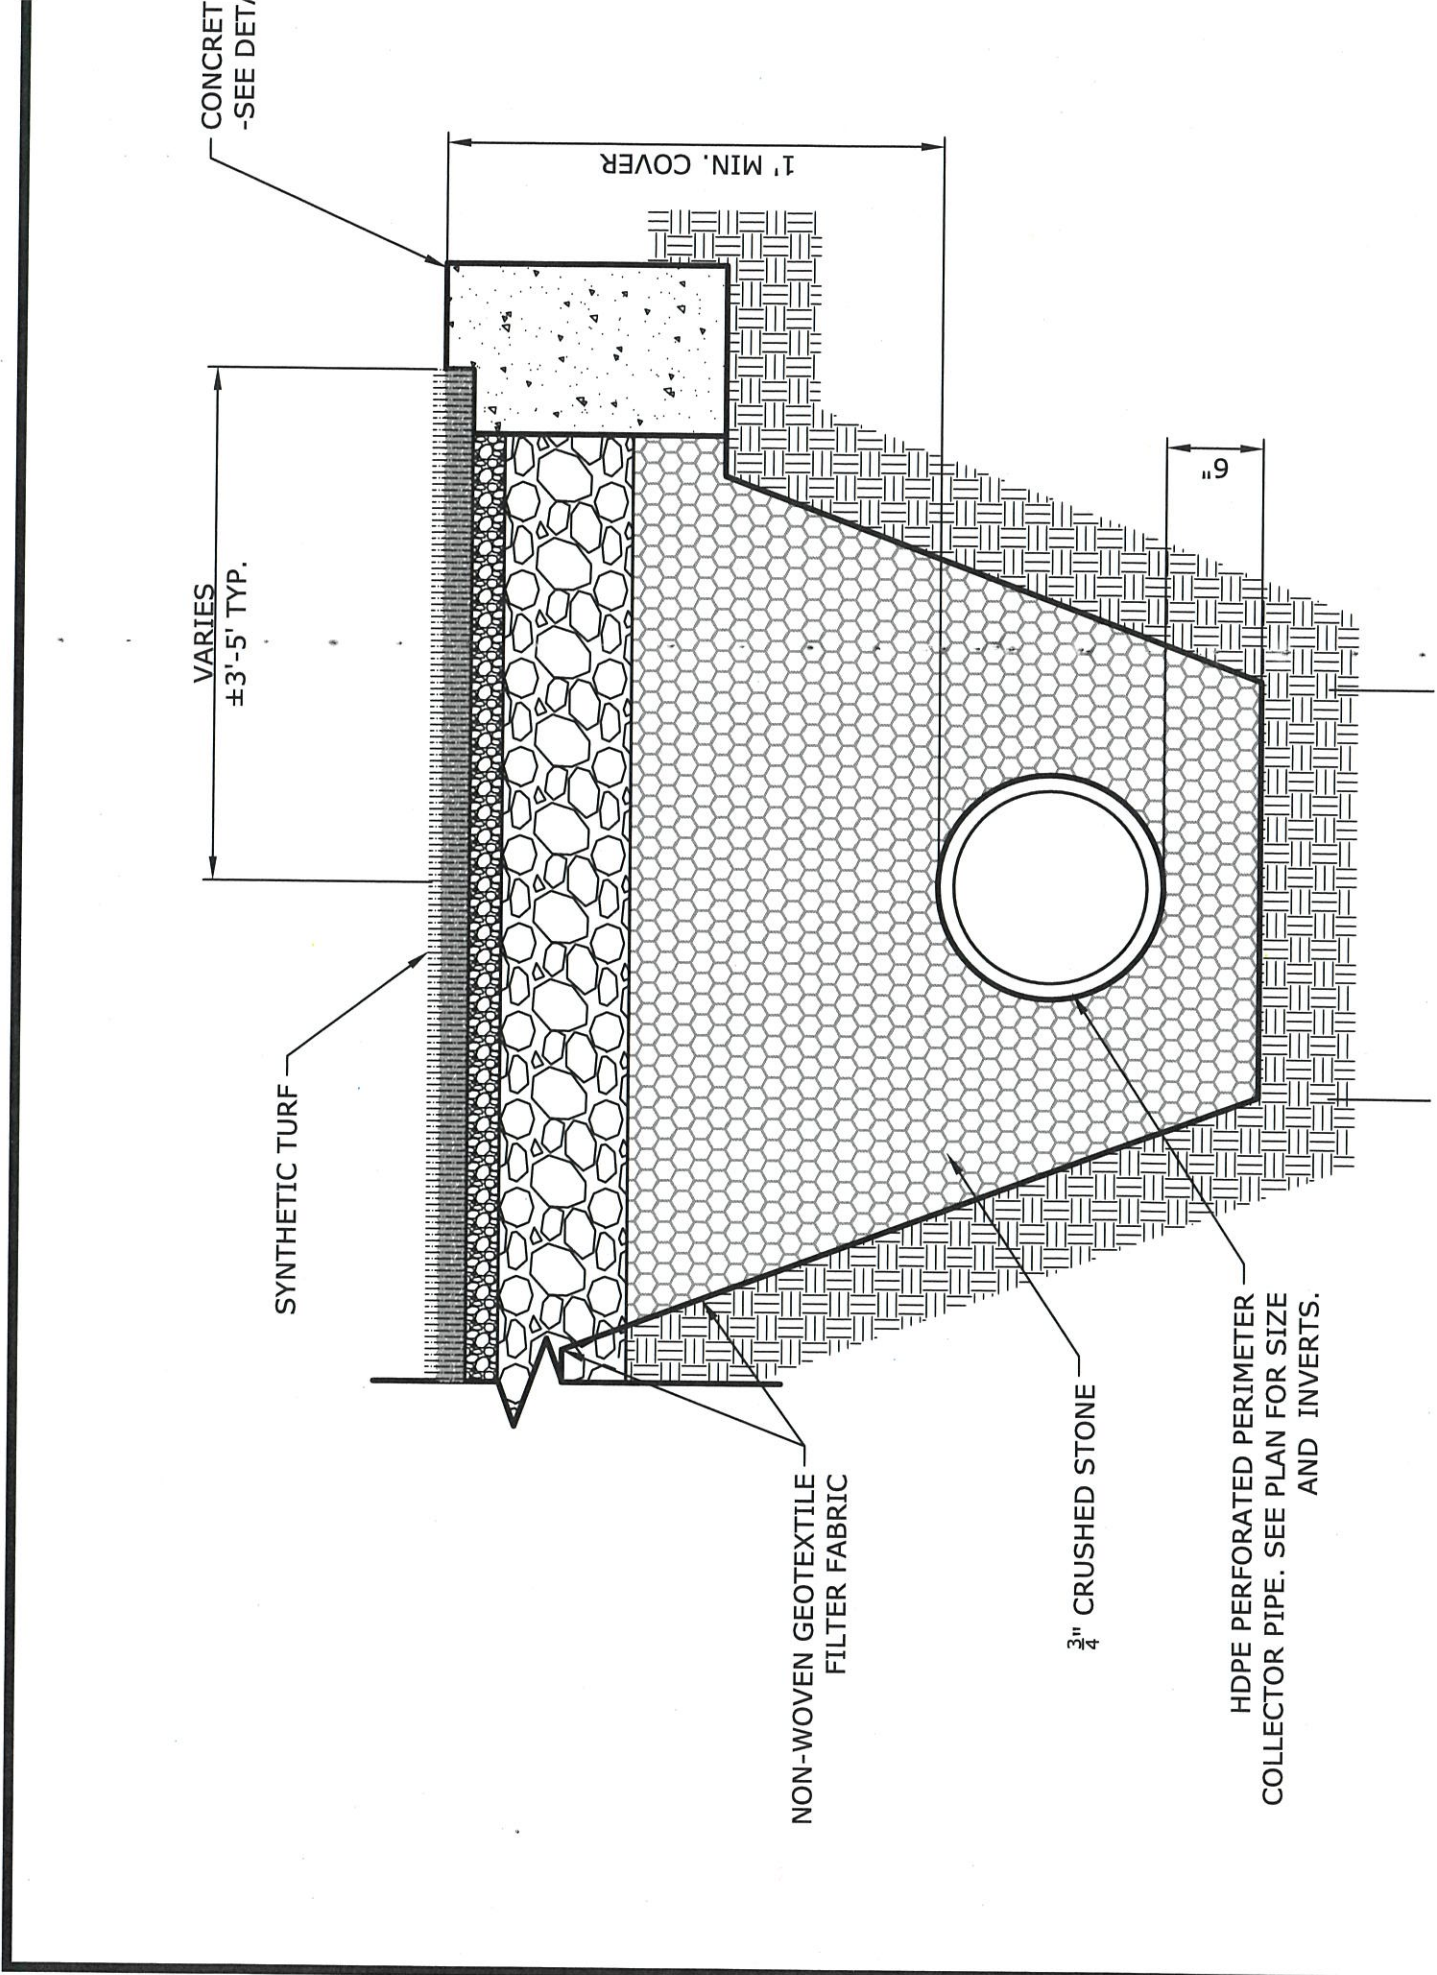 CONCRET
-SEE DETA
VARIES
±3'-5' TYP.
SYNTHETIC TURF
1' MIN. COVER
6"
NON-WOVEN GEOTEXTILE
FILTER FABRIC
3/4" CRUSHED STONE
HDPE PERFORATED PERIMETER
COLLECTOR PIPE. SEE PLAN FOR SIZE
AND INVERTS.